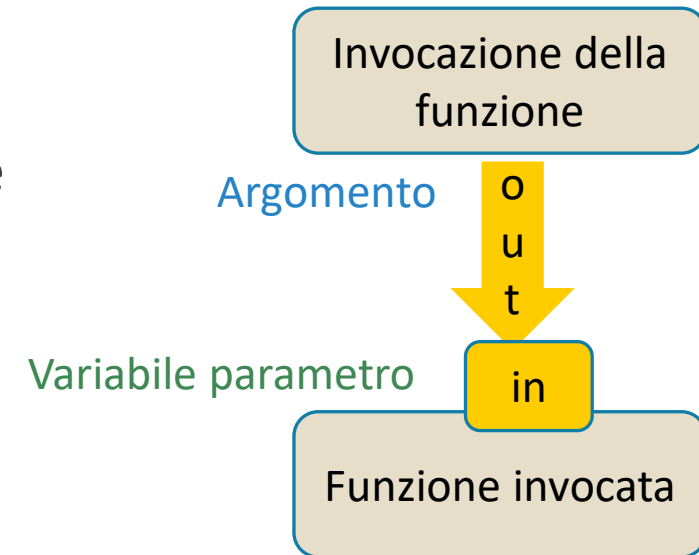 Invocazione della
funzione
e
Argomento
o
u
t
Variabile parametro
in
Funzione invocata